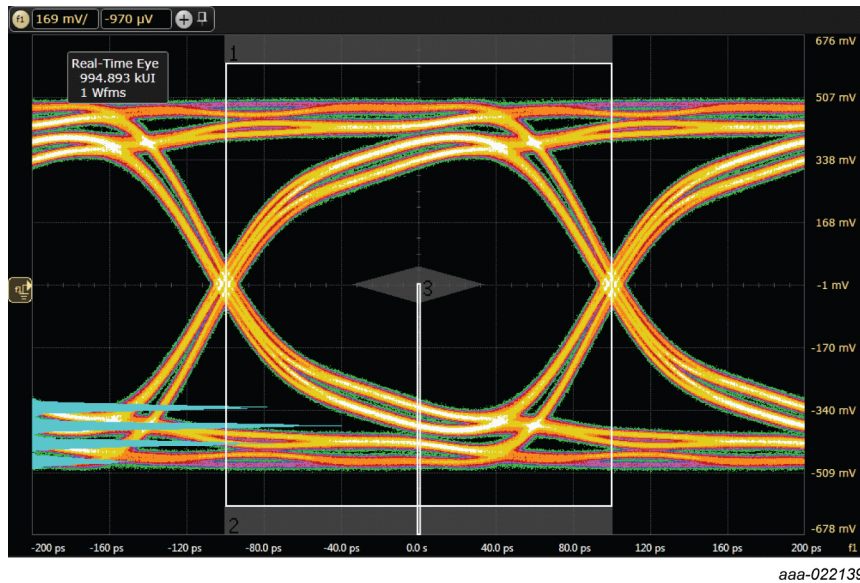 f1 169 mV/ -970 µV +
Real-Time Eye
994.893 kUI
1 Wfms
1
676 mV
507 mV
338 mV
168 mV
3
f1
-1 mV
-170 mV
-340 mV
-509 mV
2
-678 mV
-200 ps -160 ps -120 ps -80.0 ps -40.0 ps 0.0 s 40.0 ps 80.0 ps 120 ps 160 ps 200 ps f1
aaa-022139